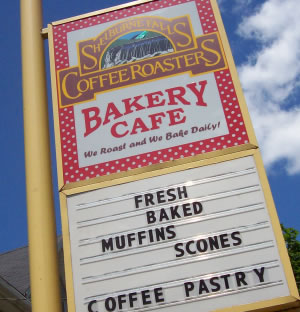 SHELBURNE FALLS
COFFEE ROASTERS
BAKERY
CAFE
We Roast and We Bake Daily!
FRESH
BAKED
MUFFINS
SCONES
COFFEE PASTRY